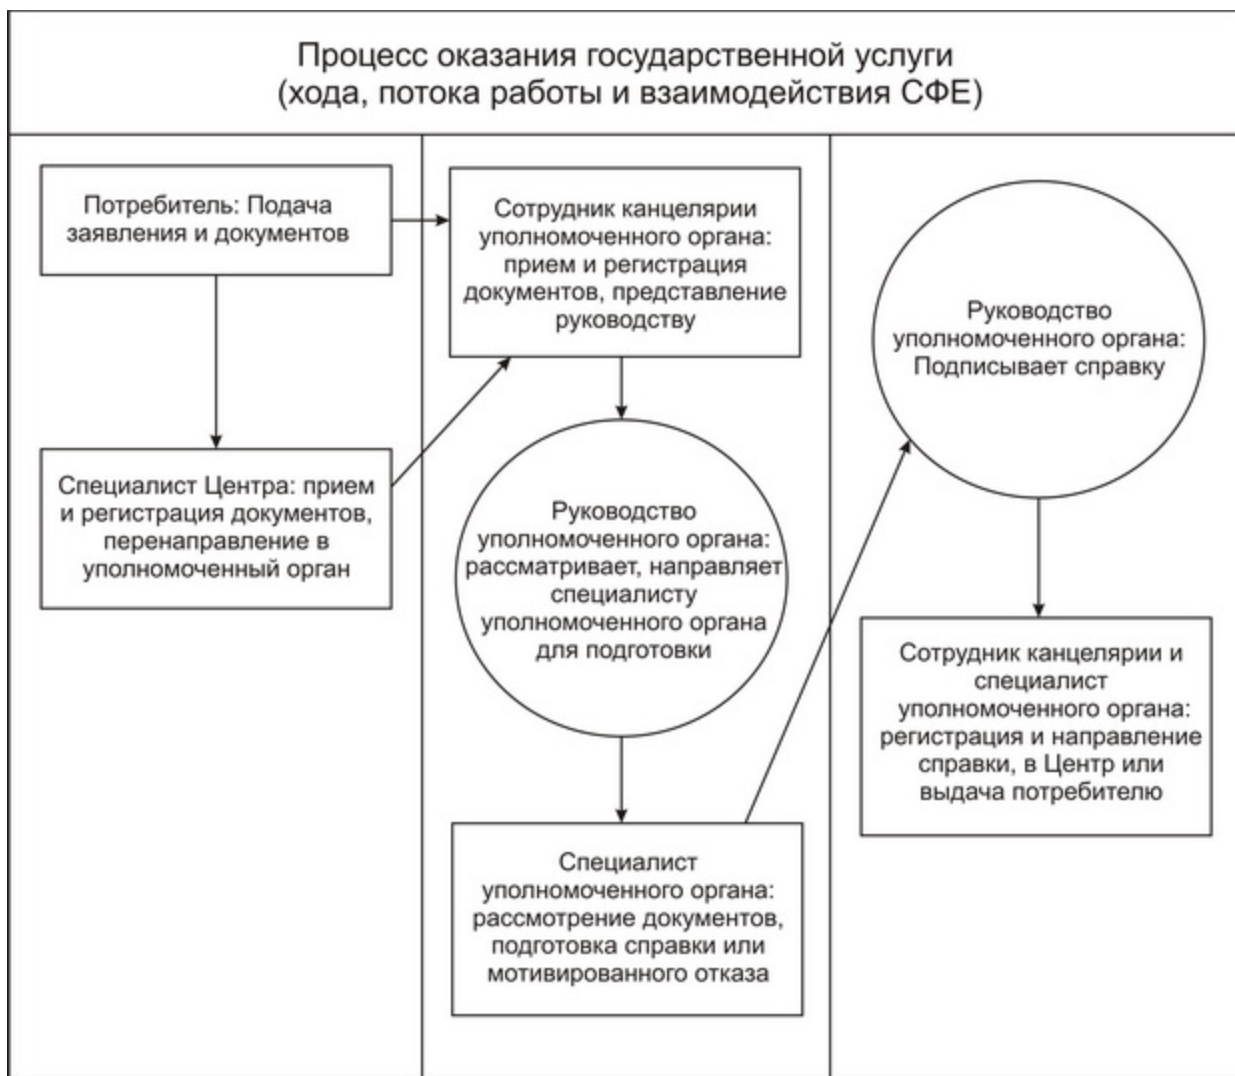 Процесс оказания государственной услуги
(хода, потока работы и взаимодействия СФЕ)
Потребитель: Подача
заявления и документов
Специалист Центра: прием
и регистрация документов,
перенаправление в
уполномоченный орган
Сотрудник канцелярии
уполномоченного органа:
прием и регистрация
документов, представление
руководству
Руководство
уполномоченного органа:
рассматривает, направляет
специалисту
уполномоченного органа
для подготовки
Специалист
уполномоченного органа:
рассмотрение документов,
подготовка справки или
мотивированного отказа
Руководство
уполномоченного органа:
Подписывает справку
Сотрудник канцелярии и
специалист
уполномоченного органа:
регистрация и направление
справки, в Центр или
выдача потребителю